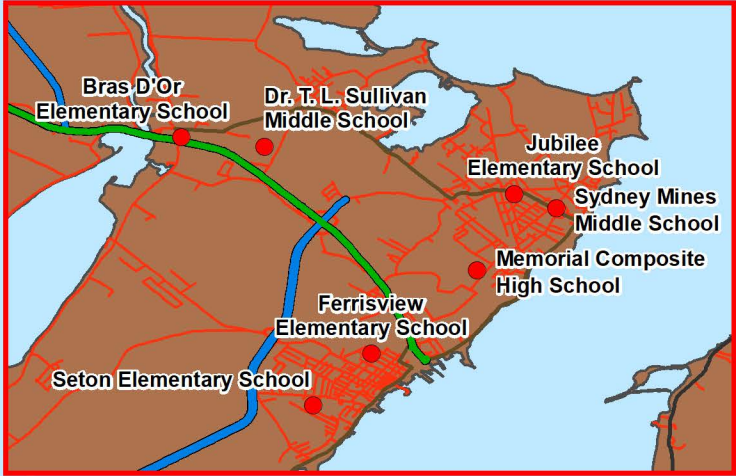 Bras D'Or
Elementary School
Dr. T. L. Sullivan
Middle School
Jubilee
Elementary School
Sydney Mines
Middle School
Memorial Composite
High School
Ferrisview
Elementary School
Seton Elementary School